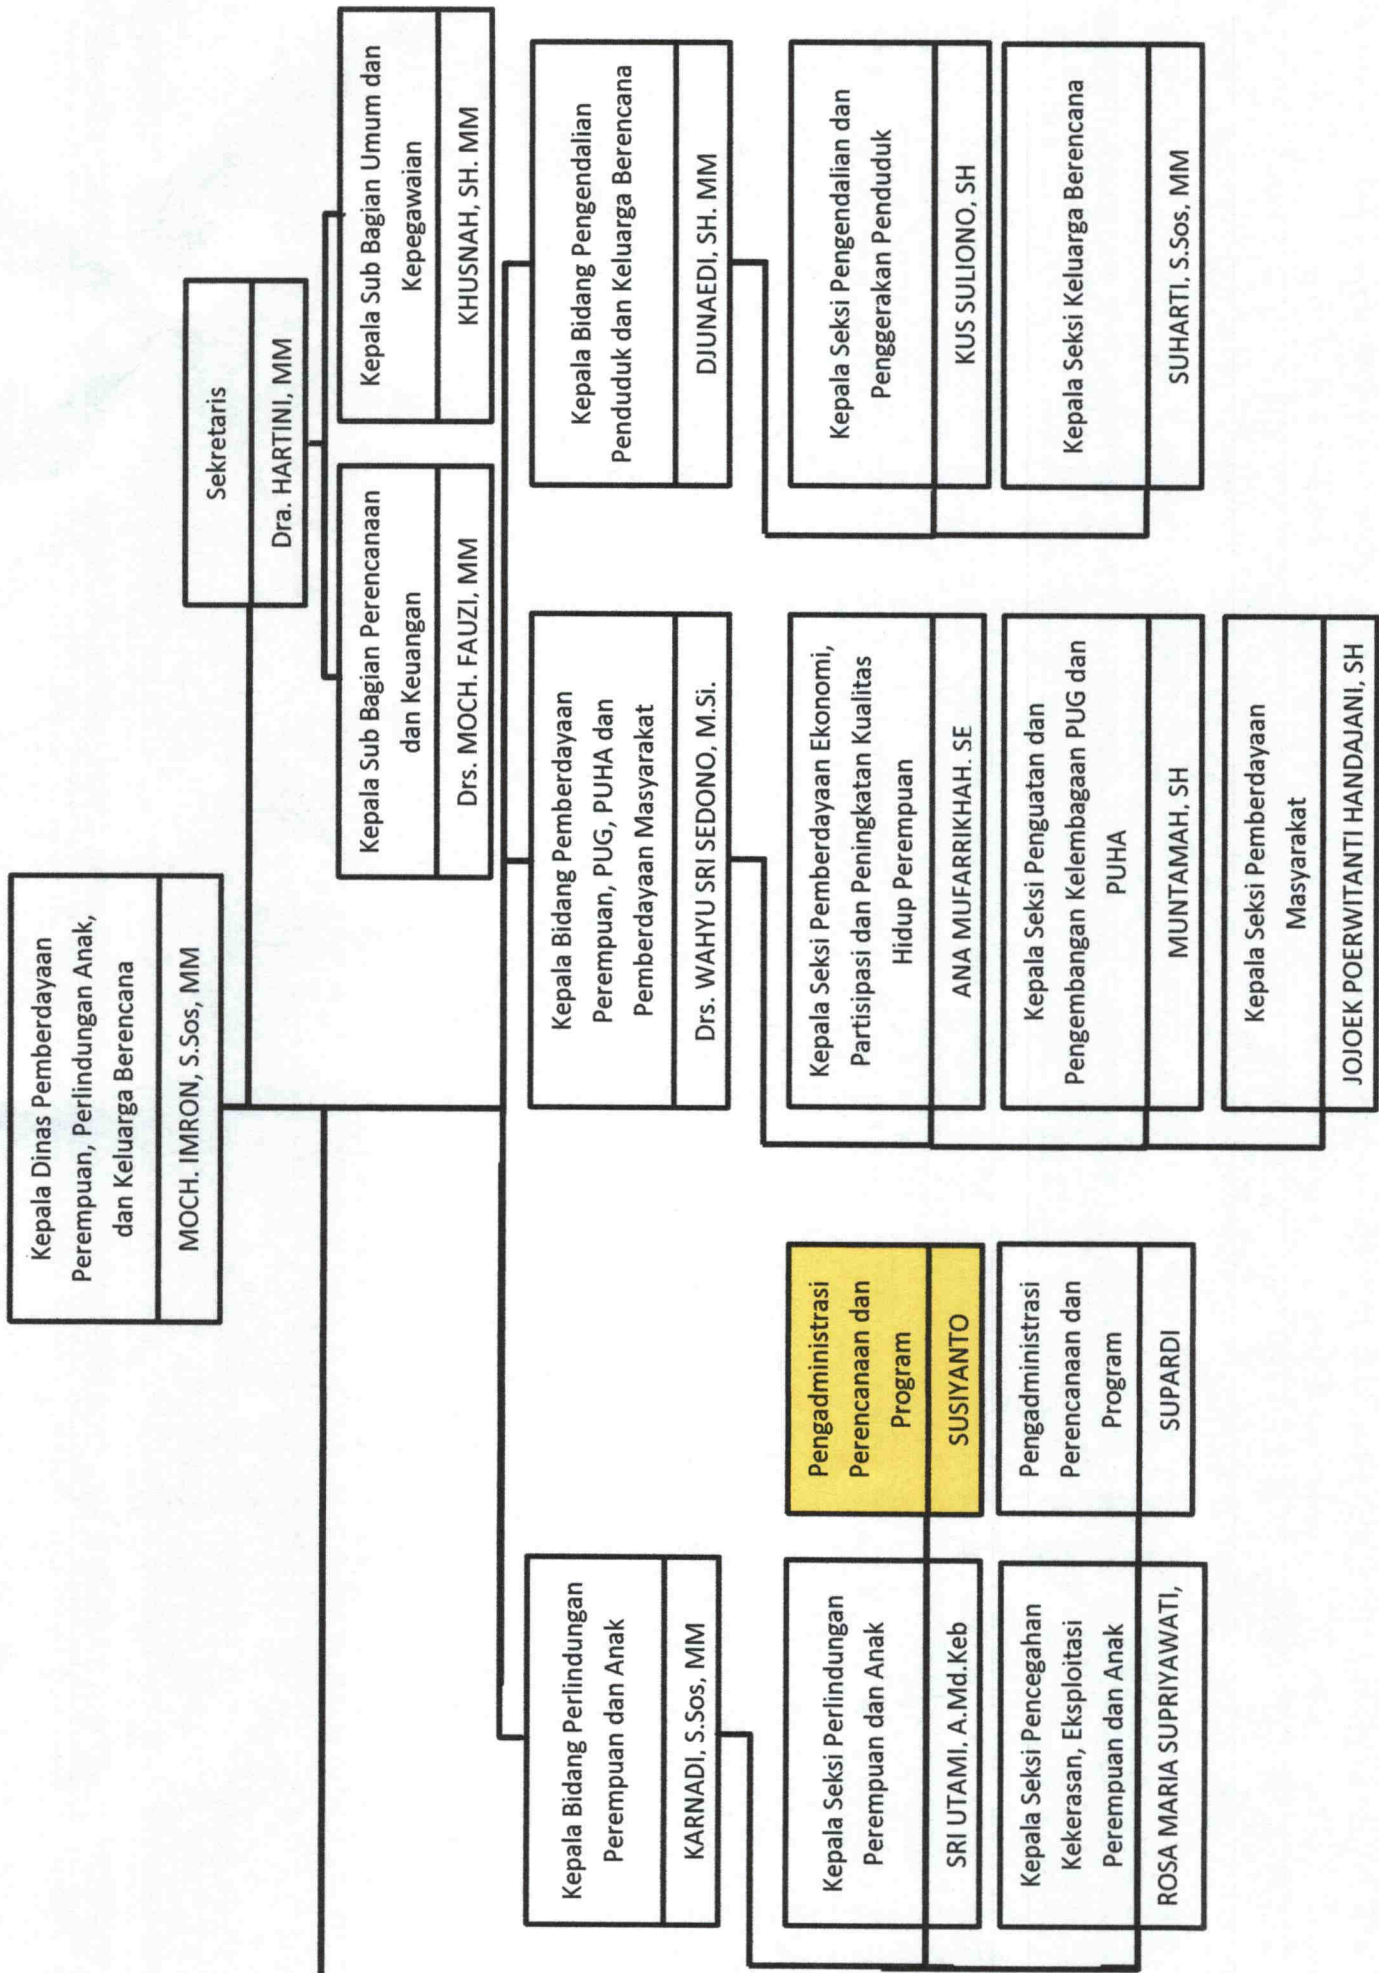 Kepala Dinas Pemberdayaan
Perempuan, Perlindungan Anak,
dan Keluarga Berencana
MOCH. IMRON, S.Sos, MM
Sekretaris
Dra. HARTINI, MM
Kepala Sub Bagian Perencanaan
dan Keuangan
Drs. MOCH. FAUZI, MM
Kepala Sub Bagian Umum dan
Kepegawaian
KHUSNAH, SH. MM
Kepala Bidang Perlindungan
Perempuan dan Anak
KARNADI, S.Sos, MM
Kepala Bidang Pemberdayaan
Perempuan, PUG, PUHA dan
Pemberdayaan Masyarakat
Drs. WAHYU SRI SEDONO, M.Si.
Kepala Bidang Pengendalian
Penduduk dan Keluarga Berencana
DJUNAEDI, SH. MM
Kepala Seksi Perlindungan
Perempuan dan Anak
SRI UTAMI, A.Md.Keb
Pengadministrasi
Perencanaan dan
Program
SUSIYANTO
Kepala Seksi Pemberdayaan Ekonomi,
Partisipasi dan Peningkatan Kualitas
Hidup Perempuan
ANA MUFARRIKHAH. SE
Kepala Seksi Pengendalian dan
Penggerakan Penduduk
KUS SULIONO, SH
Kepala Seksi Pencegahan
Kekerasan, Eksploitasi
Perempuan dan Anak
ROSA MARIA SUPRIYAWATI,
Pengadministrasi
Perencanaan dan
Program
SUPARDI
Kepala Seksi Penguatan dan
Pengembangan Kelembagaan PUG dan
PUHA
MUNTAMAH, SH
Kepala Seksi Keluarga Berencana
SUHARTI, S.Sos, MM
Kepala Seksi Pemberdayaan
Masyarakat
JOJOEK POERWITANTI HANDAJANI, SH